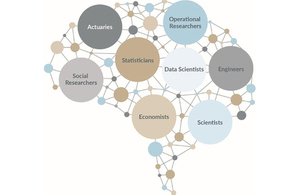 Actuaries
Operational
Researchers
Statisticians
Data Scientists
Engineers
Social
Researchers
Economists
Scientists